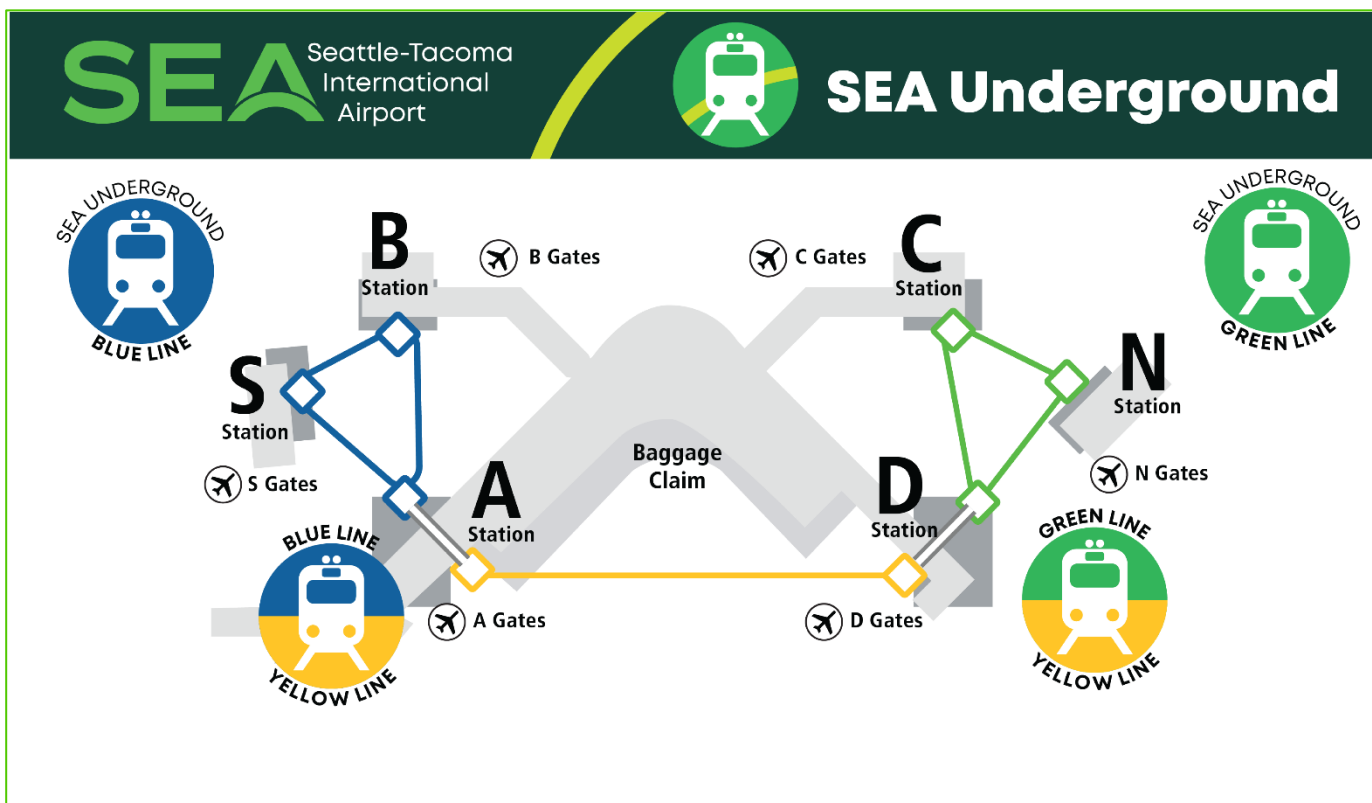 SEA
Seattle-Tacoma
International
Airport
SEA Underground
SEA UNDERGROUND
BLUE LINE
B
Station
B Gates
C Gates
C
Station
SEA UNDERGROUND
GREEN LINE
S
Station
S Gates
N
Station
N Gates
A
Station
Baggage
Claim
D
Station
BLUE LINE
YELLOW LINE
A Gates
D Gates
GREEN LINE
YELLOW LINE